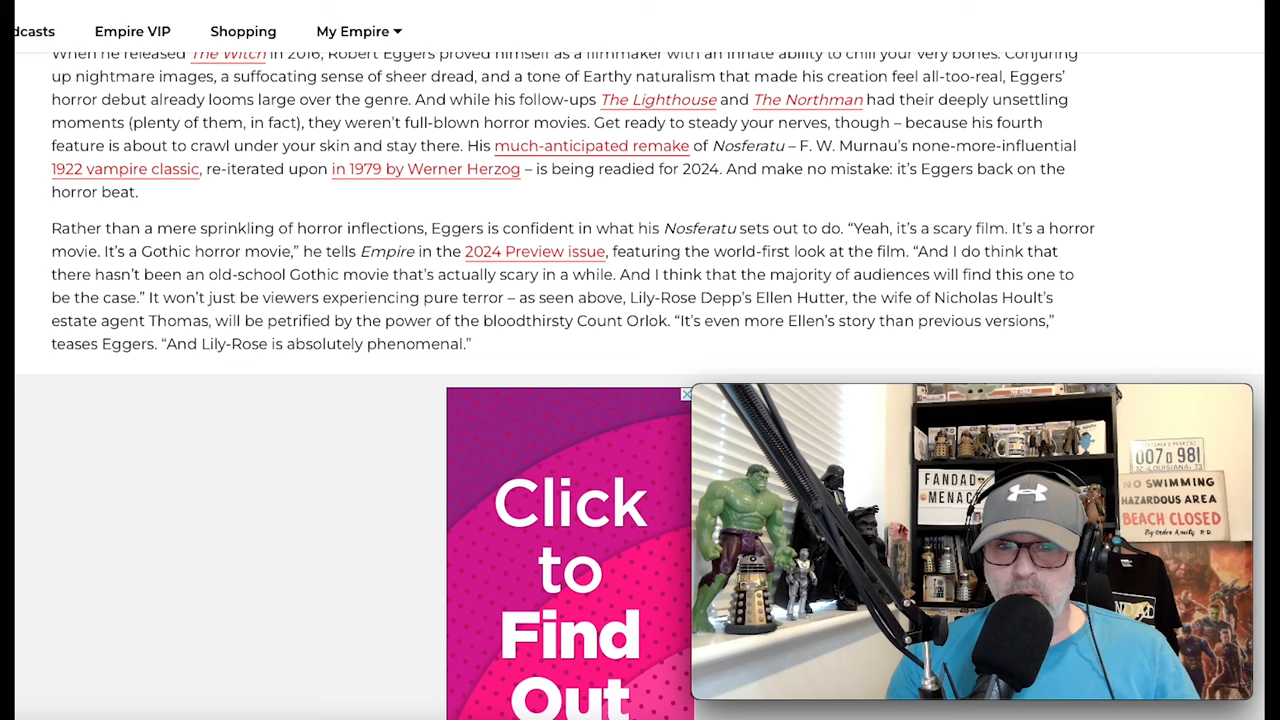 dcasts Empire VIP Shopping My Empire
When he released The Witch in 2016, Robert Eggers proved himself as a filmmaker with an innate ability to chill your very bones. Conjuring
up nightmare images, a suffocating sense of sheer dread, and a tone of Earthy naturalism that made his creation feel all-too-real, Eggers’
horror debut already looms large over the genre. And while his follow-ups The Lighthouse and The Northman had their deeply unsettling
moments (plenty of them, in fact), they weren’t full-blown horror movies. Get ready to steady your nerves, though – because his fourth
feature is about to crawl under your skin and stay there. His much-anticipated remake of Nosferatu – F. W. Murnau’s none-more-influential
1922 vampire classic, re-iterated upon in 1979 by Werner Herzog – is being readied for 2024. And make no mistake: it’s Eggers back on the
horror beat.
Rather than a mere sprinkling of horror inflections, Eggers is confident in what his Nosferatu sets out to do. “Yeah, it’s a scary film. It’s a horror
movie. It’s a Gothic horror movie,” he tells Empire in the 2024 Preview issue, featuring the world-first look at the film. “And I do think that
there hasn’t been an old-school Gothic movie that’s actually scary in a while. And I think that the majority of audiences will find this one to
be the case.” It won’t just be viewers experiencing pure terror – as seen above, Lily-Rose Depp’s Ellen Hutter, the wife of Nicholas Hoult’s
estate agent Thomas, will be petrified by the power of the bloodthirsty Count Orlok. “It’s even more Ellen’s story than previous versions,”
teases Eggers. “And Lily-Rose is absolutely phenomenal.”
Click
to
Find
Out
FANDAD
MENAC
007 981
NO SWIMMING
HAZARDOUS AREA
BEACH CLOSED
By Order Amity P.D.